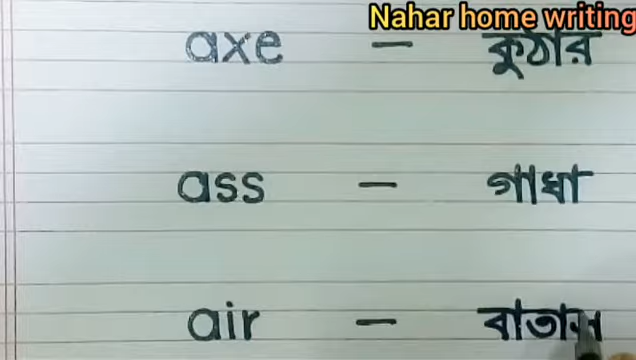 Nahar home writing
axe – কুঠার
ass – গাধা
air – বাতাস